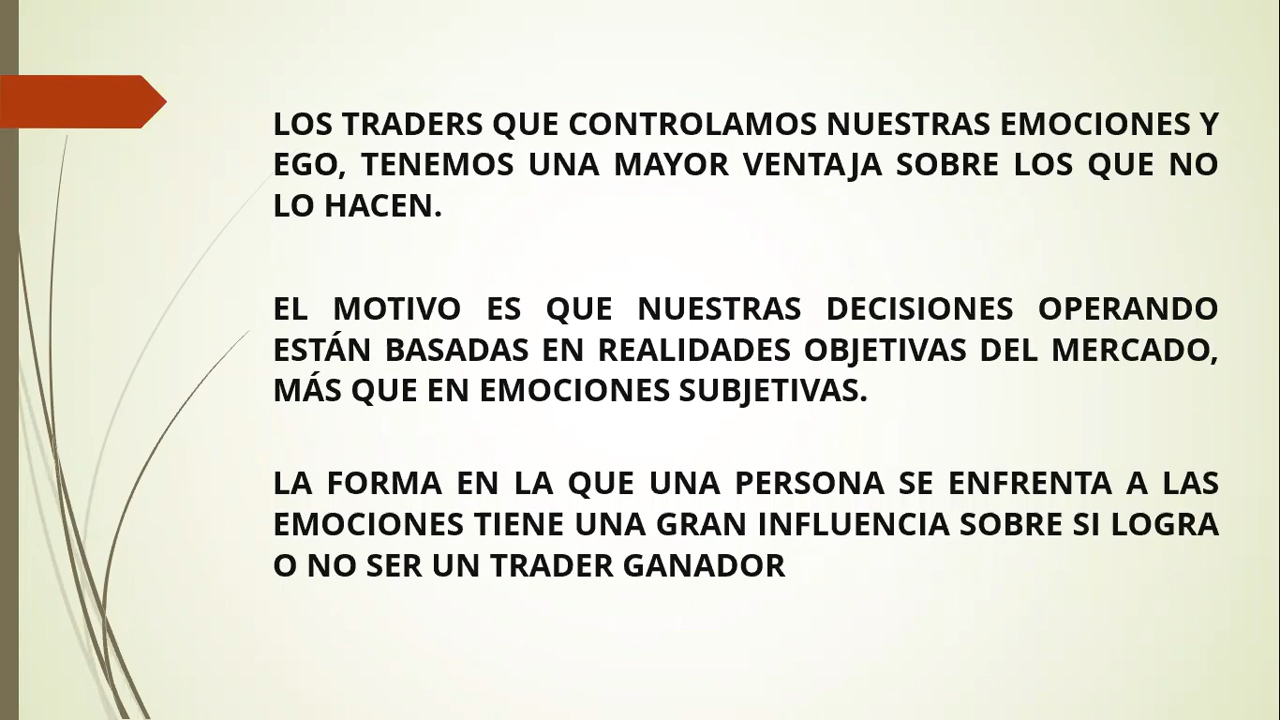 LOS TRADERS QUE CONTROLAMOS NUESTRAS EMOCIONES Y
EGO, TENEMOS UNA MAYOR VENTAJA SOBRE LOS QUE NO
LO HACEN.
EL MOTIVO ES QUE NUESTRAS DECISIONES OPERANDO
ESTÁN BASADAS EN REALIDADES OBJETIVAS DEL MERCADO,
MÁS QUE EN EMOCIONES SUBJETIVAS.
LA FORMA EN LA QUE UNA PERSONA SE ENFRENTA A LAS
EMOCIONES TIENE UNA GRAN INFLUENCIA SOBRE SI LOGRA
O NO SER UN TRADER GANADOR